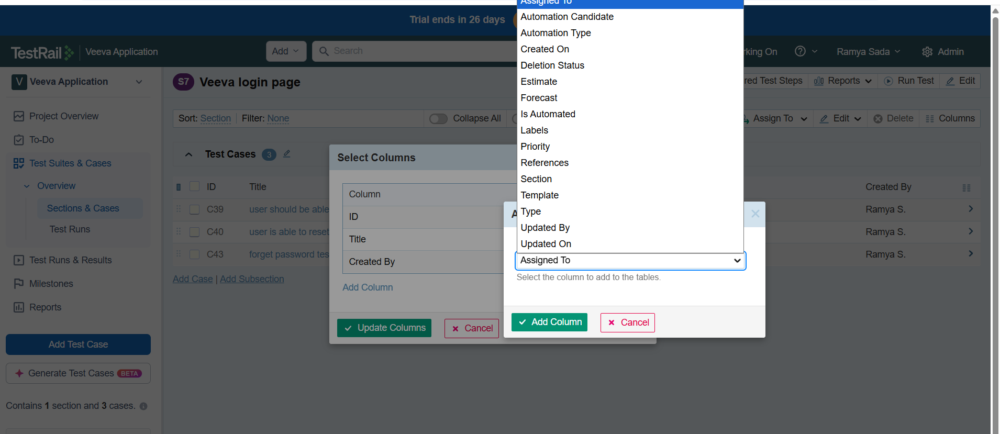 Trial ends in 26 days
TestRail
Veeva Application
Add
Search
rking On
Ramya Sada
Admin
V Veeva Application
Project Overview
To-Do
Test Suites & Cases
Overview
Sections & Cases
Test Runs
Test Runs & Results
Milestones
Reports
Add Test Case
Generate Test Cases BETA
Contains 1 section and 3 cases.
S7 Veeva login page
red Test Steps
Reports
Run Test
Edit
Sort: Section
Filter: None
Collapse All
Assign To
Edit
Delete
Columns
Test Cases 3
ID Title Created By
C39 user should be able Ramya S.
C40 user is able to reset Ramya S.
C43 forget password tes Ramya S.
Add Case | Add Subsection
Select Columns
Column
ID
Title
Created By
Add Column
Update Columns
Cancel
Assigned To
Automation Candidate
Automation Type
Created On
Deletion Status
Estimate
Forecast
Is Automated
Labels
Priority
References
Section
Template
Type
Updated By
Updated On
Assigned To
Select the column to add to the tables.
Add Column
Cancel